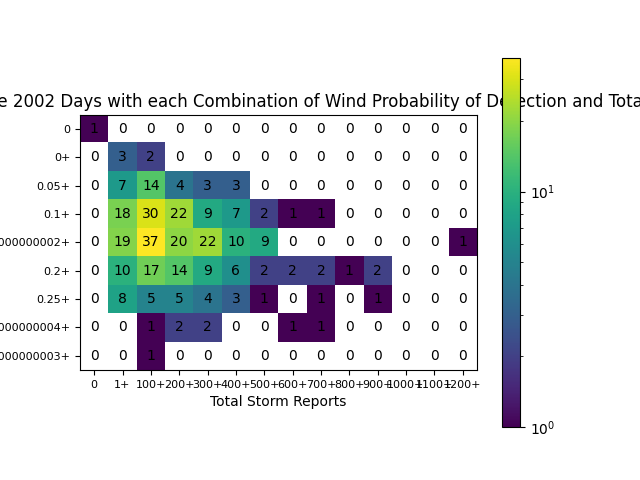 e 2002 Days with each Combination of Wind Probability of De ection and Tota
0 1 0 0 0 0 0 0 0 0 0 0 0 0 0
0+ 0 3 2 0 0 0 0 0 0 0 0 0 0 0
0.05+ 0 7 14 4 3 3 0 0 0 0 0 0 0 0
0.1+ 0 18 30 22 9 7 2 1 1 0 0 0 0 0
000000002+ 0 19 37 20 22 10 9 0 0 0 0 0 0 1
0.2+ 0 10 17 14 9 6 2 2 2 1 2 0 0 0
0.25+ 0 8 5 5 4 3 1 0 1 0 1 0 0 0
000000004+ 0 0 1 2 2 0 0 1 1 0 0 0 0 0
000000003+ 0 0 1 0 0 0 0 0 0 0 0 0 0 0
0 1+ 100+ 200+ 300+ 400+ 500+ 600+ 700+ 800+ 900+ 1000+ 1100+ 1200+
Total Storm Reports
10^1
10^0